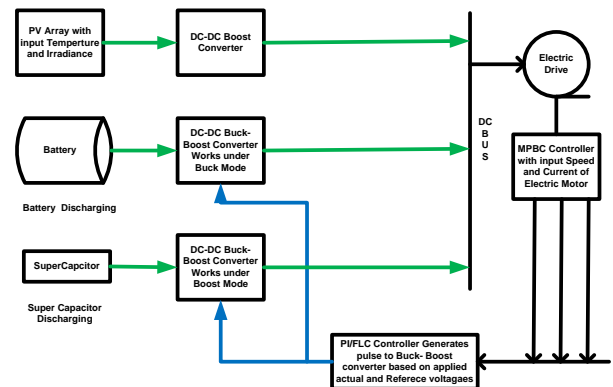 PV Array with
input Temperture
and Irradiance
DC-DC Boost
Converter
Electric
Drive
DC
B
U
S
Battery
DC-DC Buck-
Boost Converter
Works under
Buck Mode
MPBC Controller
with input Speed
and Current of
Electric Motor
Battery Discharging
SuperCapcitor
DC-DC Buck-
Boost Converter
Works under
Boost Mode
Super Capacitor
Discharging
PI/FLC Controller Generates
pulse to Buck- Boost
converter based on applied
actual and Referece voltagaes